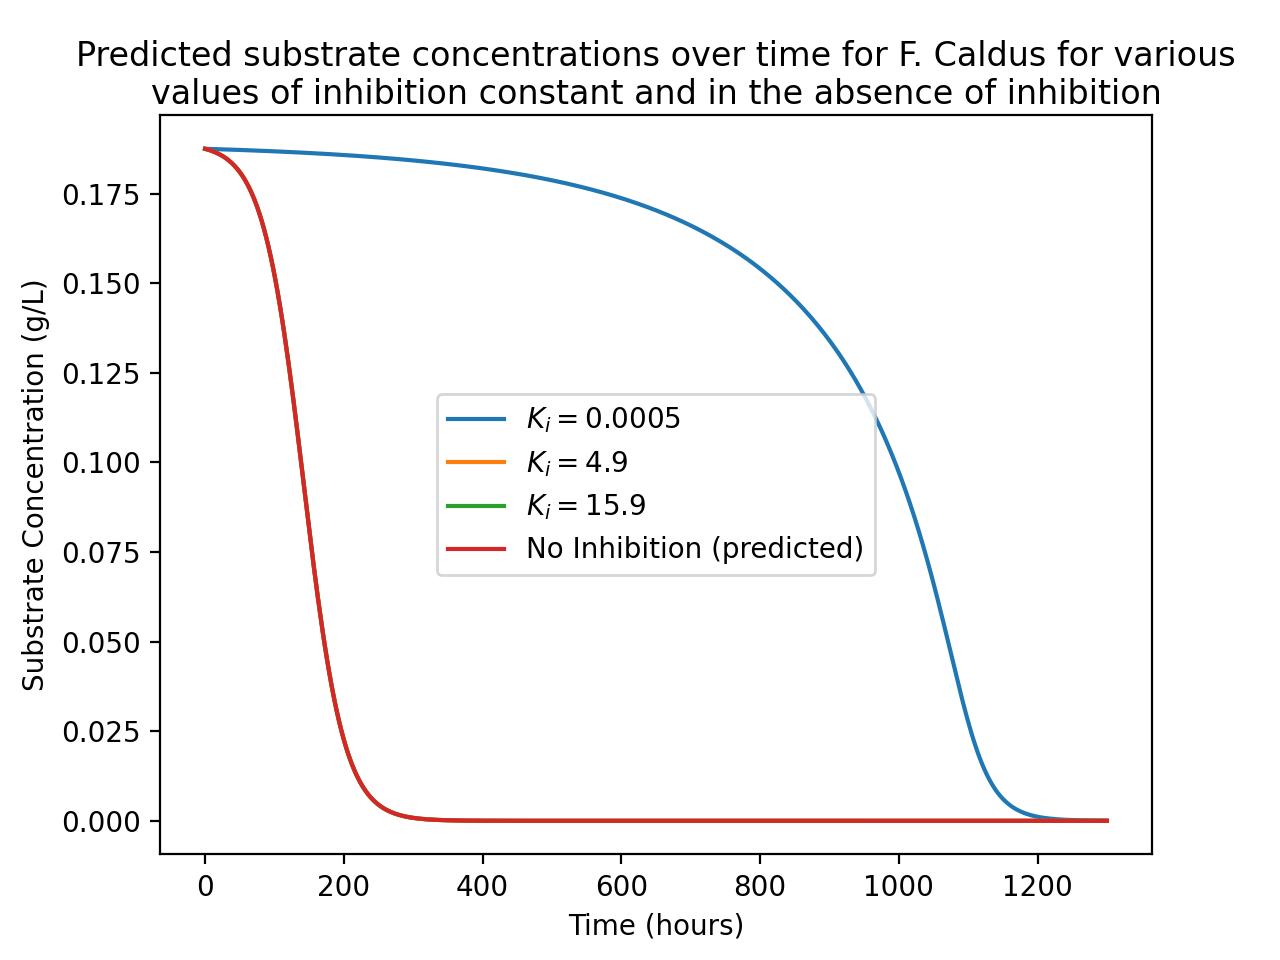 Predicted substrate concentrations over time for F. Caldus for various
values of inhibition constant and in the absence of inhibition
Substrate Concentration (g/L)
0.175
0.150
0.125
0.100
0.075
0.050
0.025
0.000
K_i = 0.0005
K_i = 4.9
K_i = 15.9
No Inhibition (predicted)
0 200 400 600 800 1000 1200
Time (hours)